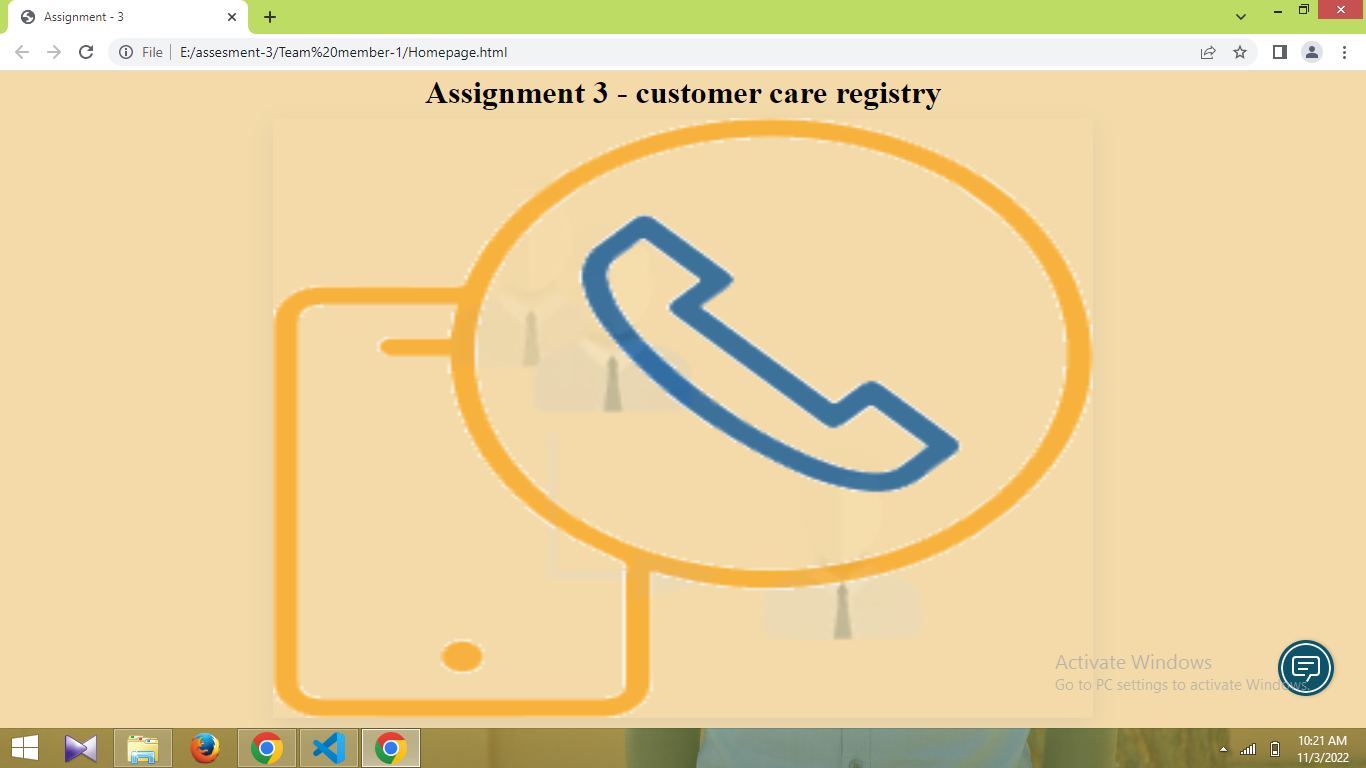 Assignment - 3
File
E:/assesment-3/Team%20member-1/Homepage.html
Assignment 3 - customer care registry
Activate Windows
Go to PC settings to activate Windows.
10:21 AM
11/3/2022